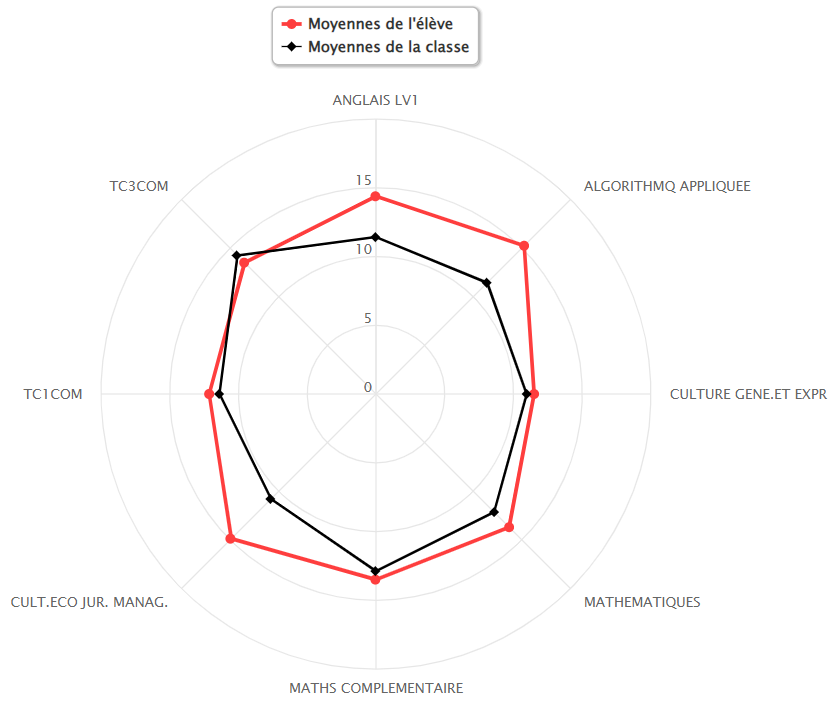 Moyennes de l'élève
Moyennes de la classe
ANGLAIS LV1
TC3COM
ALGORITHMQ APPLIQUEE
15
10
5
0
TC1COM
CULTURE GENE.ET EXPR
CULT.ECO JUR. MANAG.
MATHEMATIQUES
MATHS COMPLEMENTAIRE